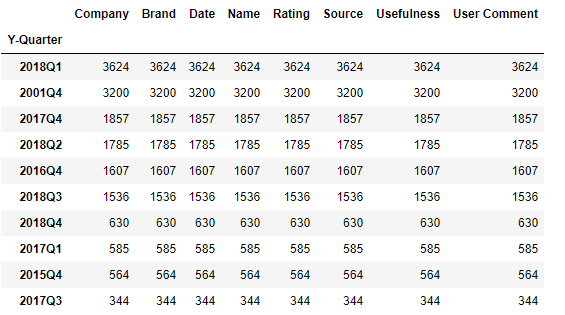 Company Brand Date Name Rating Source Usefulness User Comment
Y-Quarter
2018Q1 3624 3624 3624 3624 3624 3624 3624 3624
2001Q4 3200 3200 3200 3200 3200 3200 3200 3200
2017Q4 1857 1857 1857 1857 1857 1857 1857 1857
2018Q2 1785 1785 1785 1785 1785 1785 1785 1785
2016Q4 1607 1607 1607 1607 1607 1607 1607 1607
2018Q3 1536 1536 1536 1536 1536 1536 1536 1536
2018Q4 630 630 630 630 630 630 630 630
2017Q1 585 585 585 585 585 585 585 585
2015Q4 564 564 564 564 564 564 564 564
2017Q3 344 344 344 344 344 344 344 344